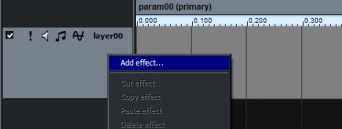 param00 (primary)
0.000 0.100 0.200 0.300
layer00
Add effect...
Cut effect
Copy effect
Paste effect
Delete effect